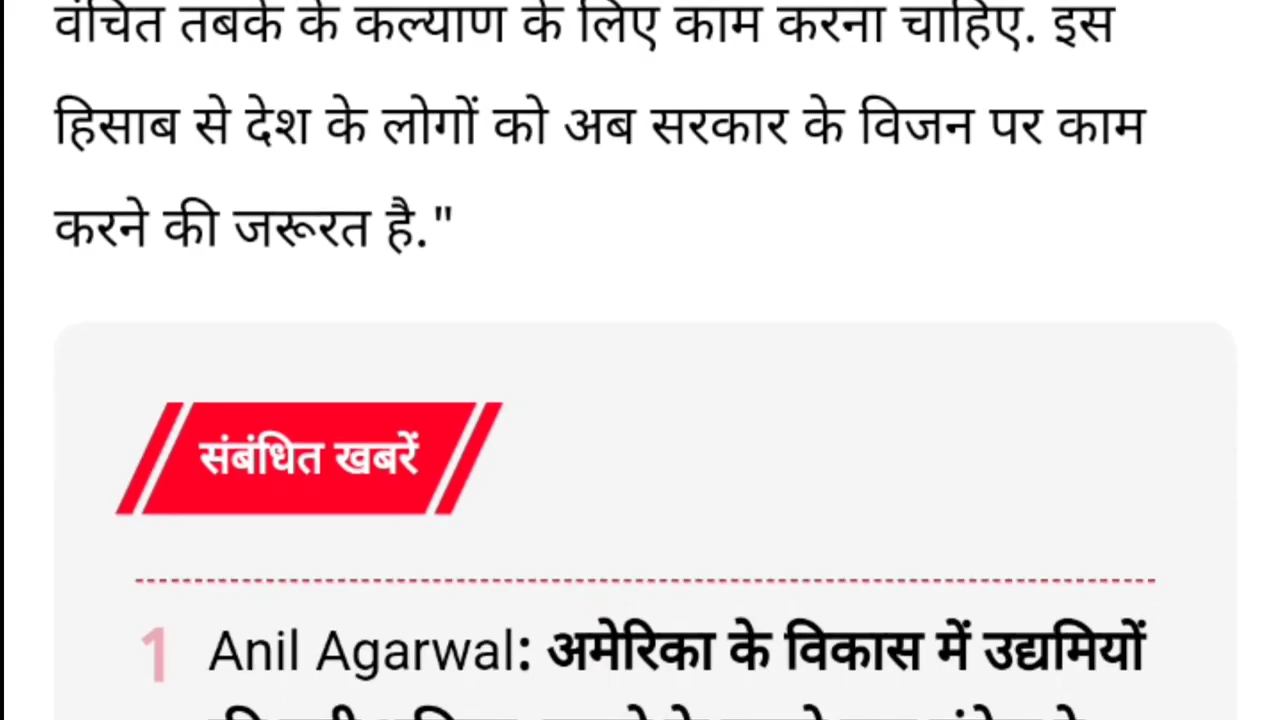 वंचित तबके के कल्याण के लिए काम करना चाहिए. इस
हिसाब से देश के लोगों को अब सरकार के विजन पर काम
करने की जरूरत है."
संबंधित खबरें
1 Anil Agarwal: अमेरिका के विकास में उद्यमियों